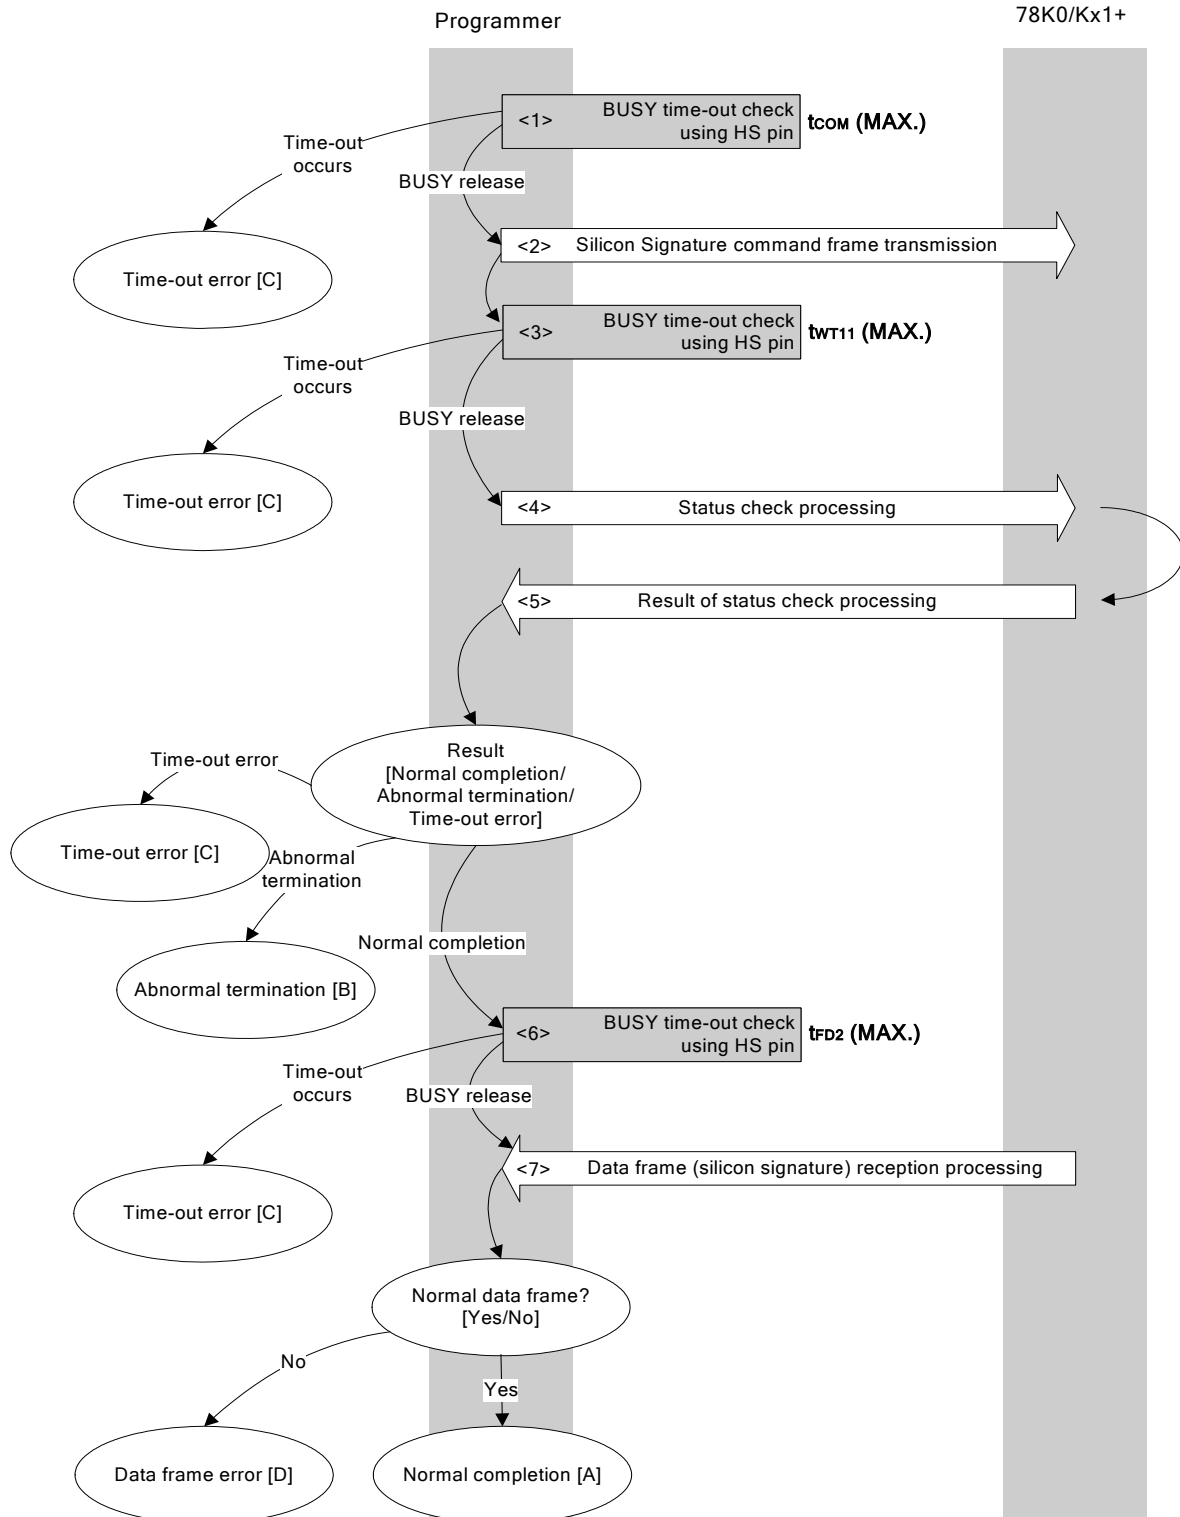 Programmer
78K0/Kx1+
<1>
BUSY time-out check
using HS pin
tCOM (MAX.)
Time-out
occurs
BUSY release
<2>
Silicon Signature command frame transmission
Time-out error [C]
<3>
BUSY time-out check
using HS pin
tWT11 (MAX.)
Time-out
occurs
BUSY release
Time-out error [C]
<4>
Status check processing
<5>
Result of status check processing
Result
[Normal completion/
Abnormal termination/
Time-out error]
Time-out error
Time-out error [C]
Abnormal
termination
Normal completion
Abnormal termination [B]
<6>
BUSY time-out check
using HS pin
tFD2 (MAX.)
Time-out
occurs
BUSY release
<7>
Data frame (silicon signature) reception processing
Time-out error [C]
Normal data frame?
[Yes/No]
No
Yes
Data frame error [D]
Normal completion [A]